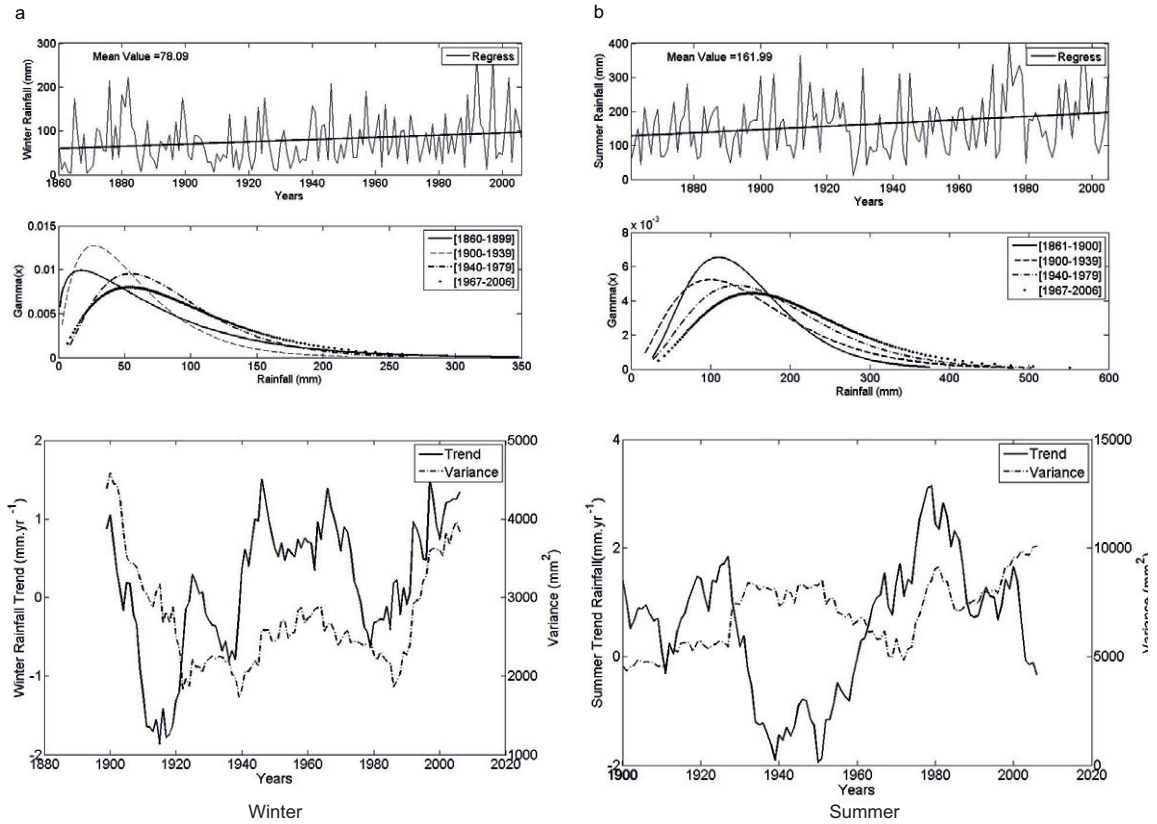 a
b
Mean Value =78.09
Regress
Winter Rainfall (mm)
300
200
100
0
1860 1880 1900 1920 1940 1960 1980 2000
Years
Mean Value =161.99
Regress
Summer Rainfall (mm)
400
300
200
100
0
1880 1900 1920 1940 1960 1980 2000
Years
Gamma(x)
0.015
0.01
0.005
0
[1860-1899]
[1900-1939]
[1940-1979]
[1967-2006]
0 50 100 150 200 250 300 350
Rainfall (mm)
x 10⁻³
Gamma(x)
8
6
4
2
0
[1861-1900]
[1900-1939]
[1940-1979]
[1967-2006]
0 100 200 300 400 500 600
Rainfall (mm)
Winter Rainfall Trend (mm.yr⁻¹)
2
1
0
-1
-2
Trend
Variance
5000
4000
3000
2000
1000
Variance (mm²)
1880 1900 1920 1940 1960 1980 2000 2020
Years
Winter
Summer Trend Rainfall(mm.yr⁻¹)
4
2
0
-2
Trend
Variance
15000
10000
5000
0
Variance (mm²)
1900 1920 1940 1960 1980 2000 2020
Years
Summer